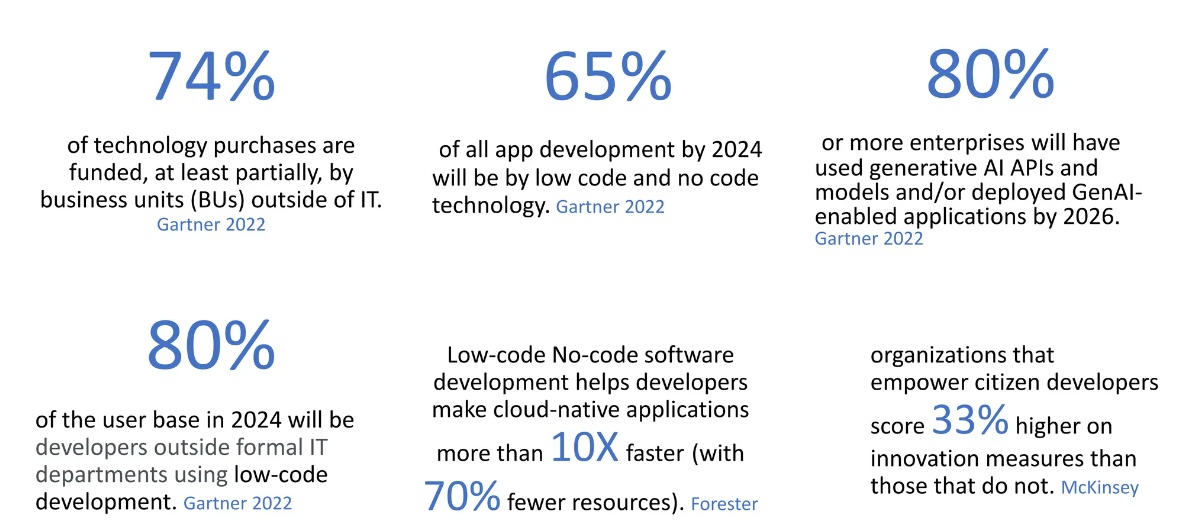 74%
of technology purchases are
funded, at least partially, by
business units (BUs) outside of IT.
Gartner 2022
65%
of all app development by 2024
will be by low code and no code
technology. Gartner 2022
80%
or more enterprises will have
used generative AI APIs and
models and/or deployed GenAI-
enabled applications by 2026.
Gartner 2022
80%
of the user base in 2024 will be
developers outside formal IT
departments using low-code
development. Gartner 2022
Low-code No-code software
development helps developers
make cloud-native applications
more than 10X faster (with
70% fewer resources). Forester
organizations that
empower citizen developers
score 33% higher on
innovation measures than
those that do not. McKinsey